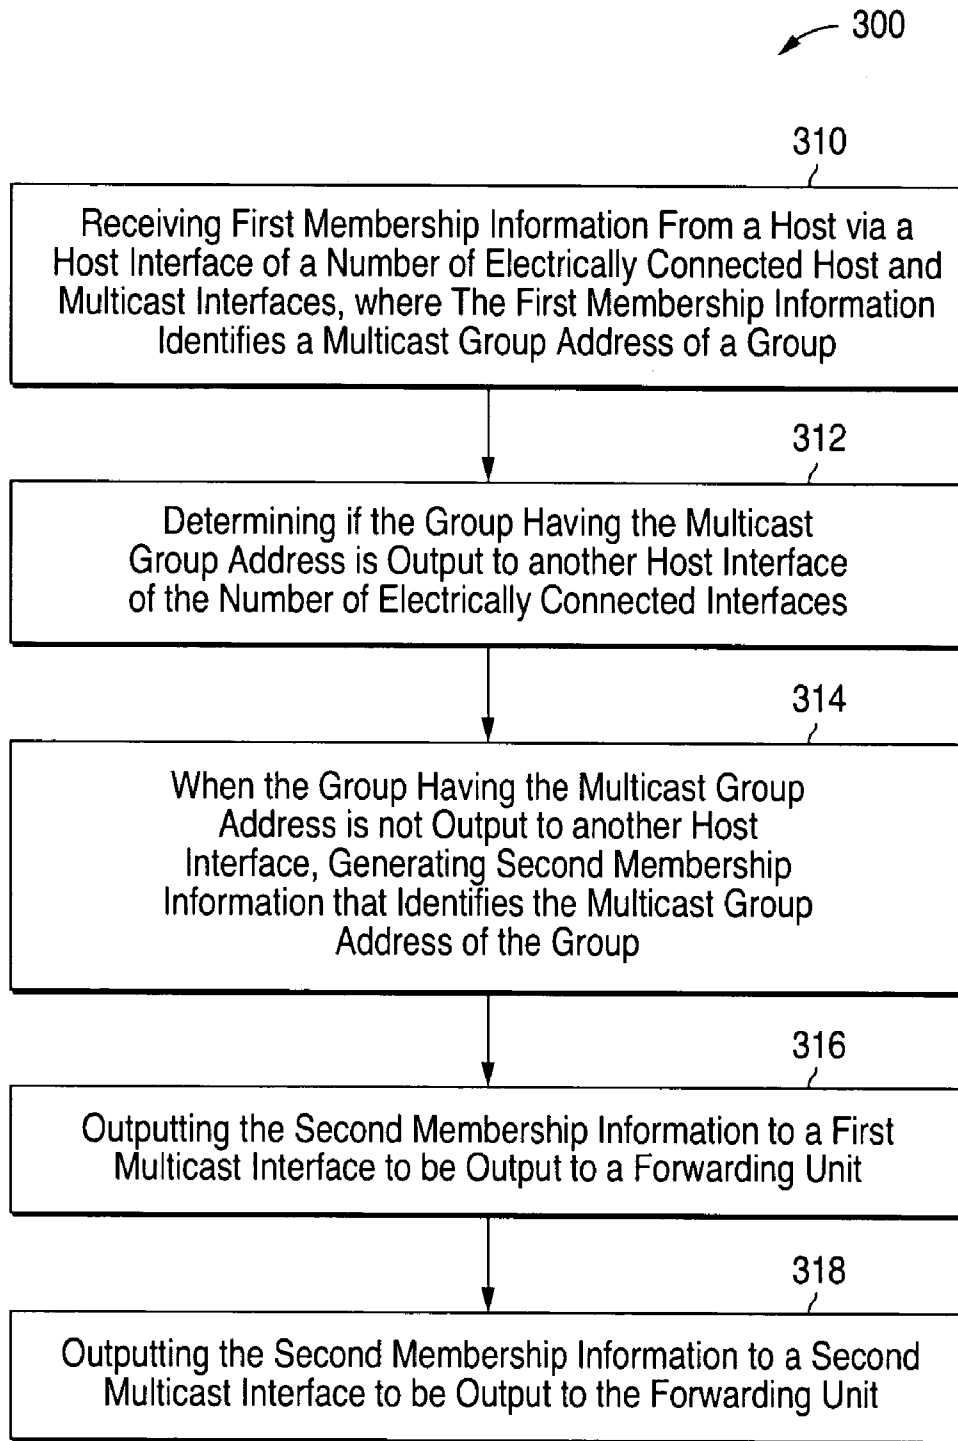 300
310
Receiving First Membership Information From a Host via a
Host Interface of a Number of Electrically Connected Host and
Multicast Interfaces, where The First Membership Information
Identifies a Multicast Group Address of a Group
312
Determining if the Group Having the Multicast
Group Address is Output to another Host Interface
of the Number of Electrically Connected Interfaces
314
When the Group Having the Multicast Group
Address is not Output to another Host
Interface, Generating Second Membership
Information that Identifies the Multicast Group
Address of the Group
316
Outputting the Second Membership Information to a First
Multicast Interface to be Output to a Forwarding Unit
318
Outputting the Second Membership Information to a Second
Multicast Interface to be Output to the Forwarding Unit